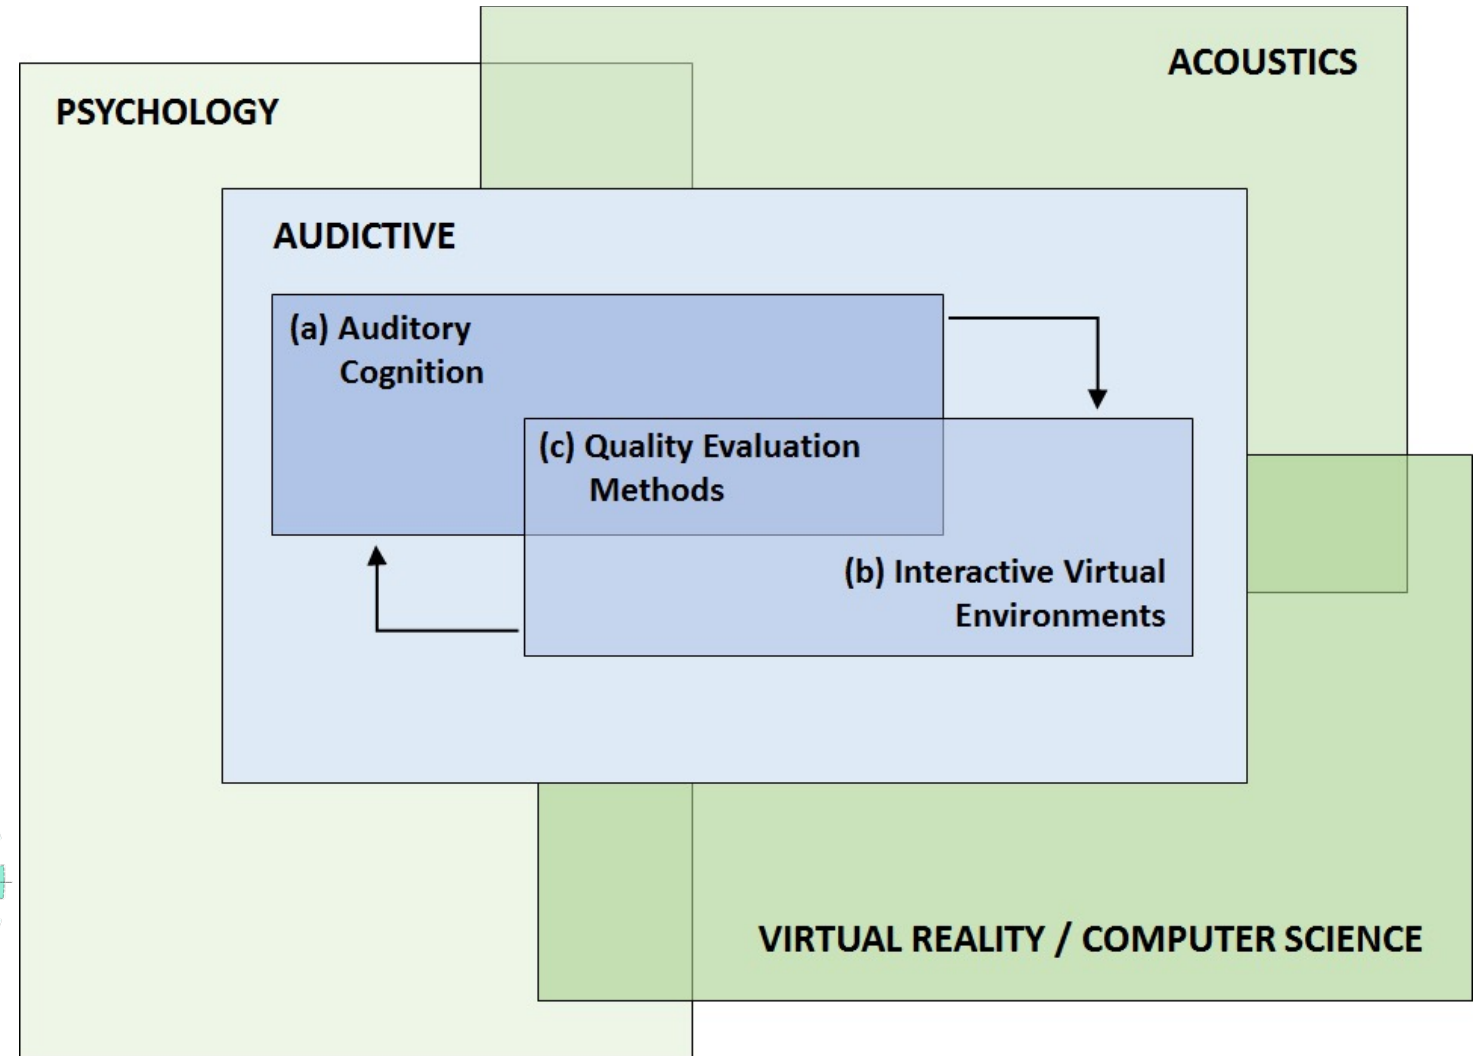 ACOUSTICS
PSYCHOLOGY
AUDICTIVE
(a) Auditory
Cognition
(c) Quality Evaluation
Methods
(b) Interactive Virtual
Environments
VIRTUAL REALITY / COMPUTER SCIENCE